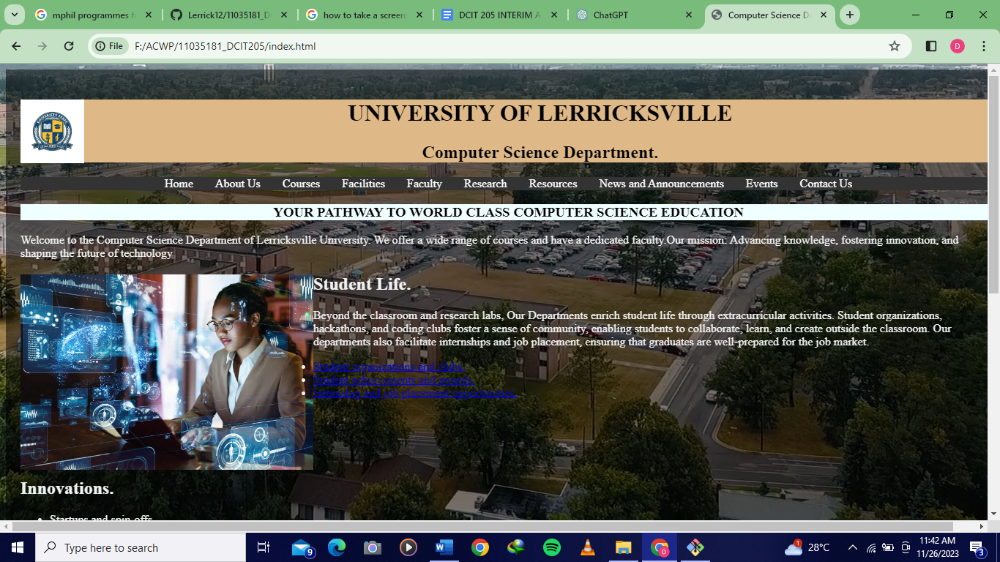 mphil programmes f
Lerrick12/11035181_D
how to take a screen
DCIT 205 INTERIM A
ChatGPT
Computer Science D
File
F:/ACWP/11035181_DCIT205/index.html
D
UNIVERSITY OF LERRICKSVILLE
Computer Science Department.
Home About Us Courses Facilities Faculty Research Resources News and Announcements Events Contact Us
YOUR PATHWAY TO WORLD CLASS COMPUTER SCIENCE EDUCATION
Welcome to the Computer Science Department of Lerricksville University. We offer a wide range of courses and have a dedicated faculty.Our mission: Advancing knowledge, fostering innovation, and
shaping the future of technology
Student Life.
Beyond the classroom and research labs, Our Departments enrich student life through extracurricular activities. Student organizations,
hackathons, and coding clubs foster a sense of community, enabling students to collaborate, learn, and create outside the classroom. Our
departments also facilitate internships and job placement, ensuring that graduates are well-prepared for the job market.
Student organizations and clubs
Student achievements and awards
Internship and job placement opportunities
Innovations.
Startups and spin-offs
Type here to search
9
D
1
28°C
11:42 AM
11/26/2023
3